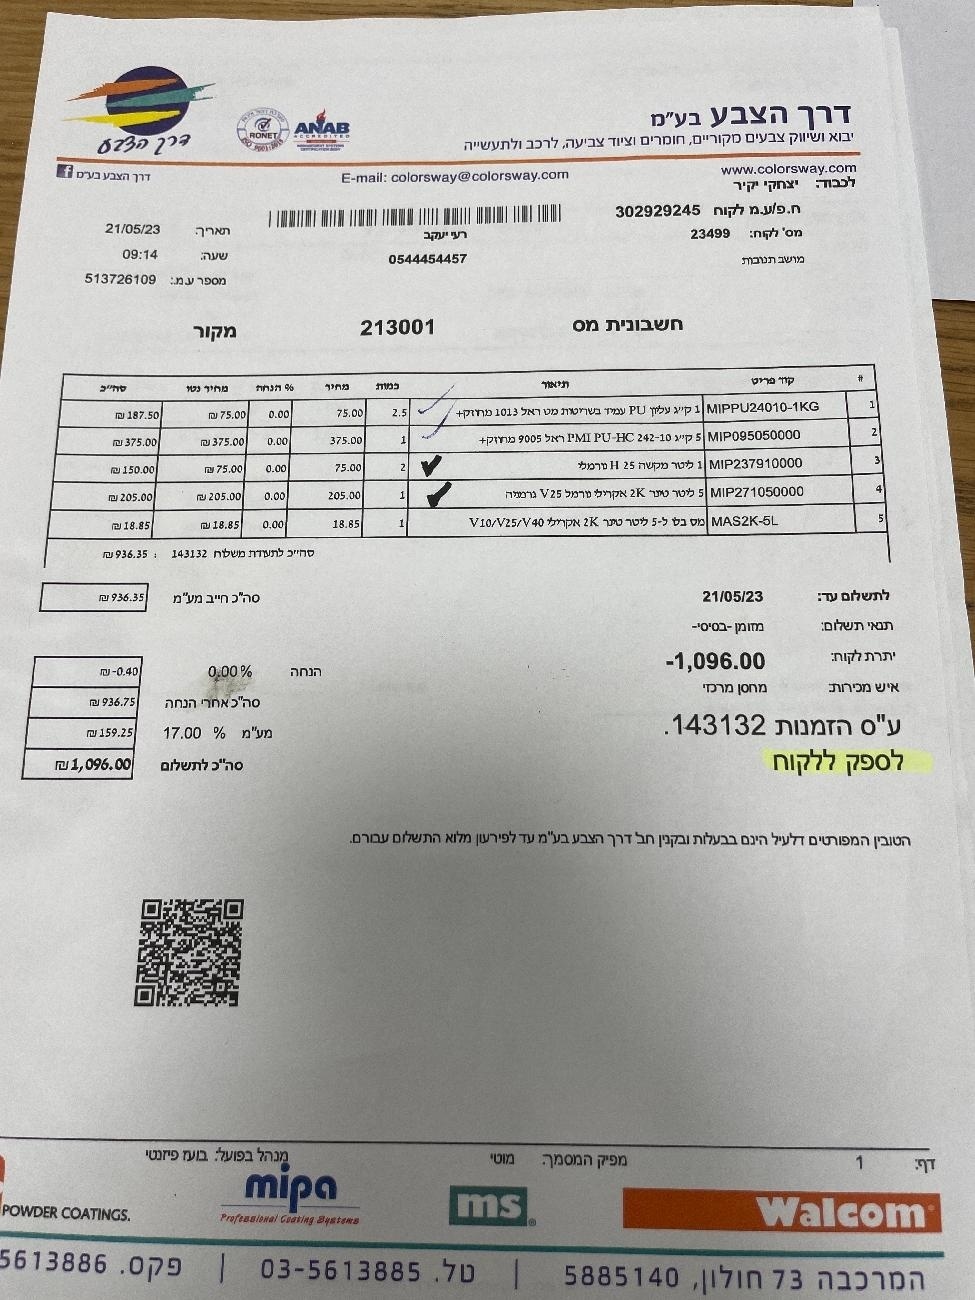 דרך הצבע בע"מ
יבוא ושיווק צבעים מקוריים, חומרים וציוד צביעה, לרכב ולתעשייה
דרך הצבע
RONET
ISO 9001:2015
ANAB
ACCREDITED
www.colorsway.com
E-mail: colorsway@colorsway.com
דרך הצבע בע"מ
לכבוד: יצחקי יקיר
ח.פ/ע.מ לקוח 302929245
רעי יעקב
תאריך: 21/05/23
מס' לקוח: 23499
0544454457
שעה: 09:14
מושב תנובות
מספר ע.מ.: 513726109
חשבונית מס 213001 מקור
# קוד פריט תיאור כמות מחיר % הנחה מחיר נטו סה"כ
1 MIPPU24010-1KG 1 ק"ג עליון PU עמיד בשריטות מט ראל 1013 מחוזק+ 2.5 75.00 0.00 75.00 ₪ 187.50 ₪
2 MIP095050000 5 ק"ג PMI PU-HC 242-10 ראל 9005 מחוזק+ 1 375.00 0.00 375.00 ₪ 375.00 ₪
3 MIP237910000 1 ליטר מקשה H 25 נורמלי 2 75.00 0.00 75.00 ₪ 150.00 ₪
4 MIP271050000 5 ליטר טינר 2K אקרילי נורמל V25 גרמניה 1 205.00 0.00 205.00 ₪ 205.00 ₪
5 MAS2K-5L מס בלו ל-5 ליטר טינר 2K אקרילי V10/V25/V40 1 18.85 0.00 18.85 ₪ 18.85 ₪
סה"כ לתעודת משלוח 143132 : 936.35 ₪
לתשלום עד: 21/05/23
סה"כ חייב מע"מ 936.35 ₪
תנאי תשלום: מזומן -בסיסי-
יתרת לקוח: -1,096.00
הנחה 0.00% -0.40 ₪
איש מכירות: מחסן מרכזי
סה"כ אחרי הנחה 936.75 ₪
ע"ס הזמנות 143132.
מע"מ % 17.00 159.25 ₪
לספק ללקוח
סה"כ לתשלום 1,096.00 ₪
הטובין המפורטים דלעיל הינם בבעלות ובקנין חב' דרך הצבע בע"מ עד לפירעון מלוא התשלום עבורם.
דף: 1 מפיק המסמך: מוטי מנהל בפועל: בועז פיזנטי
Walcom
ms
mipa
Professional Coating Systems
POWDER COATINGS.
המרכבה 73 חולון, 5885140 | טל. 03-5613885 | פקס. 5613886